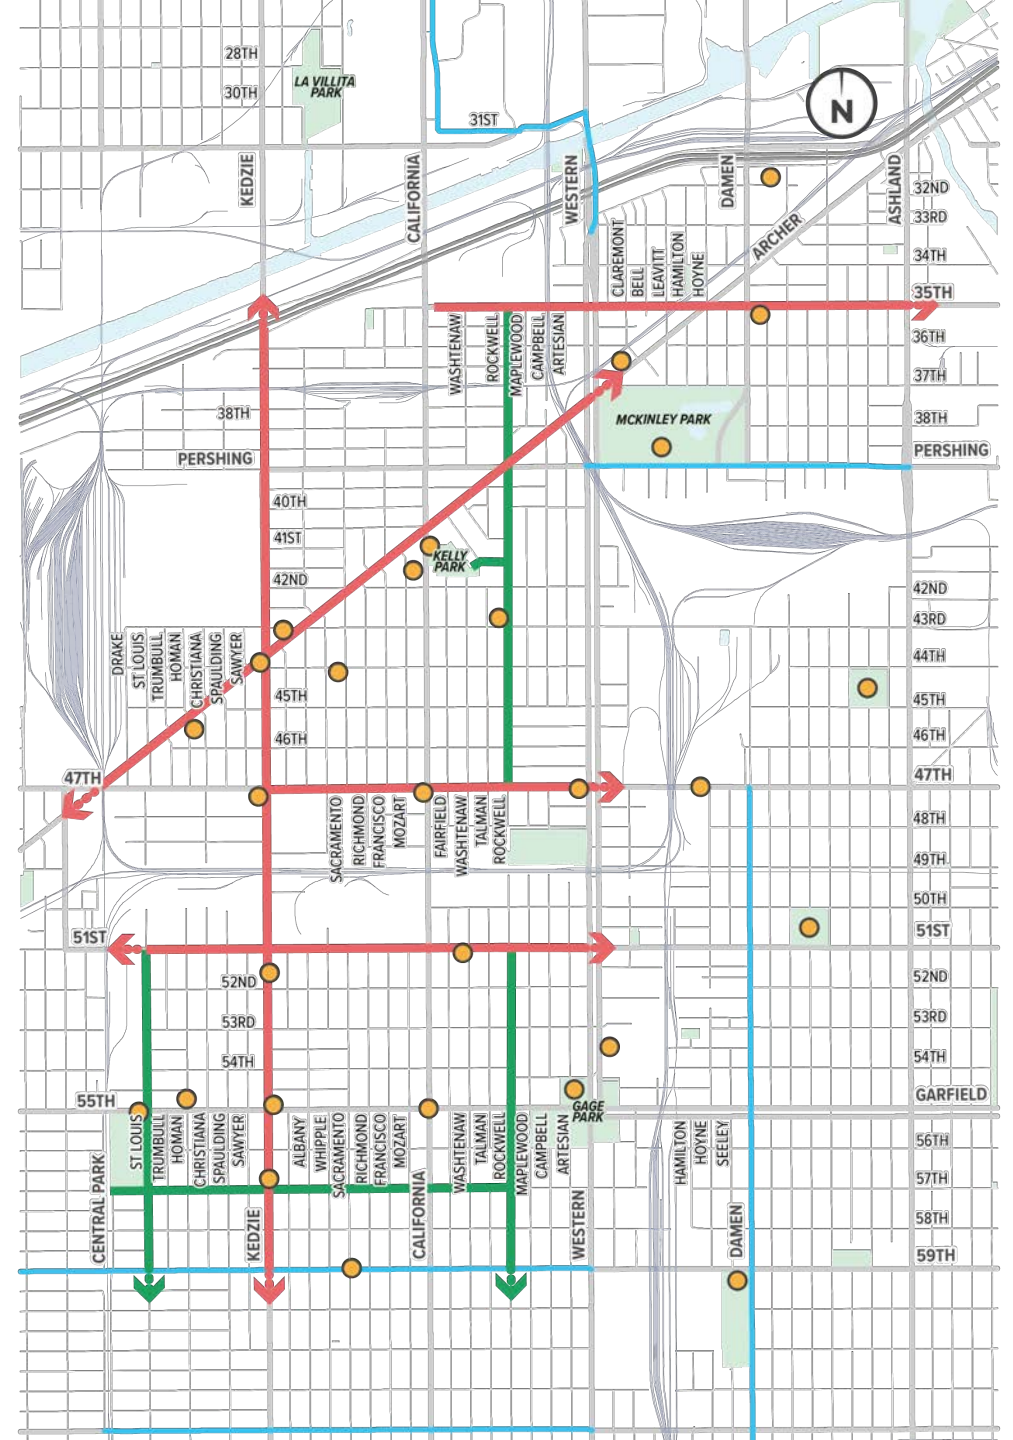 28TH
LA VILLITA
PARK
30TH
N
31ST
KEDZIE
CALIFORNIA
WESTERN
DAMEN
ASHLAND
32ND
33RD
ARCHER
34TH
CLAREMONT
BELL
LEAVITT
HAMILTON
HOYNE
35TH
WASHTENAW
ROCKWELL
MAPLEWOOD
CAMPBELL
ARTESIAN
36TH
37TH
38TH
MCKINLEY PARK
38TH
PERSHING
PERSHING
40TH
41ST
KELLY
PARK
42ND
42ND
43RD
DRAKE
ST LOUIS
TRUMBULL
HOMAN
CHRISTIANA
SPAULDING
SAWYER
44TH
45TH
45TH
46TH
46TH
47TH
47TH
SACRAMENTO
RICHMOND
FRANCISCO
MOZART
FAIRFIELD
WASHTENAW
TALMAN
ROCKWELL
48TH
49TH
50TH
51ST
51ST
52ND
52ND
53RD
53RD
54TH
54TH
55TH
GARFIELD
GAGE
PARK
ST LOUIS
TRUMBULL
HOMAN
CHRISTIANA
SPAULDING
SAWYER
ALBANY
WHIPPLE
SACRAMENTO
RICHMOND
FRANCISCO
MOZART
WASHTENAW
TALMAN
ROCKWELL
MAPLEWOOD
CAMPBELL
ARTESIAN
HAMILTON
HOYNE
SEELEY
56TH
57TH
CENTRAL PARK
KEDZIE
CALIFORNIA
WESTERN
DAMEN
58TH
59TH